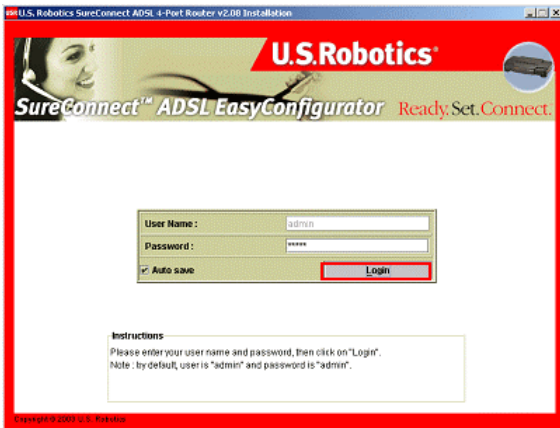 U.S. Robotics SureConnect ADSL 4-Port Router v2.08 Installation
U.S.Robotics®
SureConnect™ ADSL EasyConfigurator
Ready. Set. Connect.
User Name :
admin
Password :
*****
Auto save
Login
Instructions
Please enter your user name and password, then click on "Login".
Note : by default, user is "admin" and password is "admin".
Copyright © 2003 U.S. Robotics